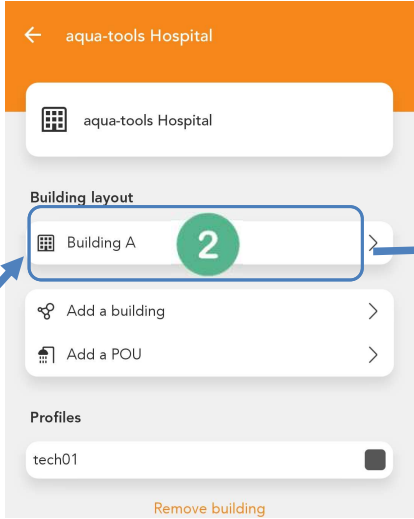 aqua-tools Hospital
aqua-tools Hospital
Building layout
Building A 2
Add a building
Add a POU
Profiles
tech01
Remove building